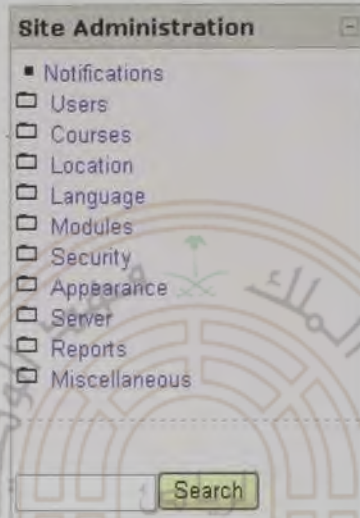 Site Administration
Notifications
Users
Courses
Location
Language
Modules
Security
Appearance
Server
Reports
Miscellaneous
Search